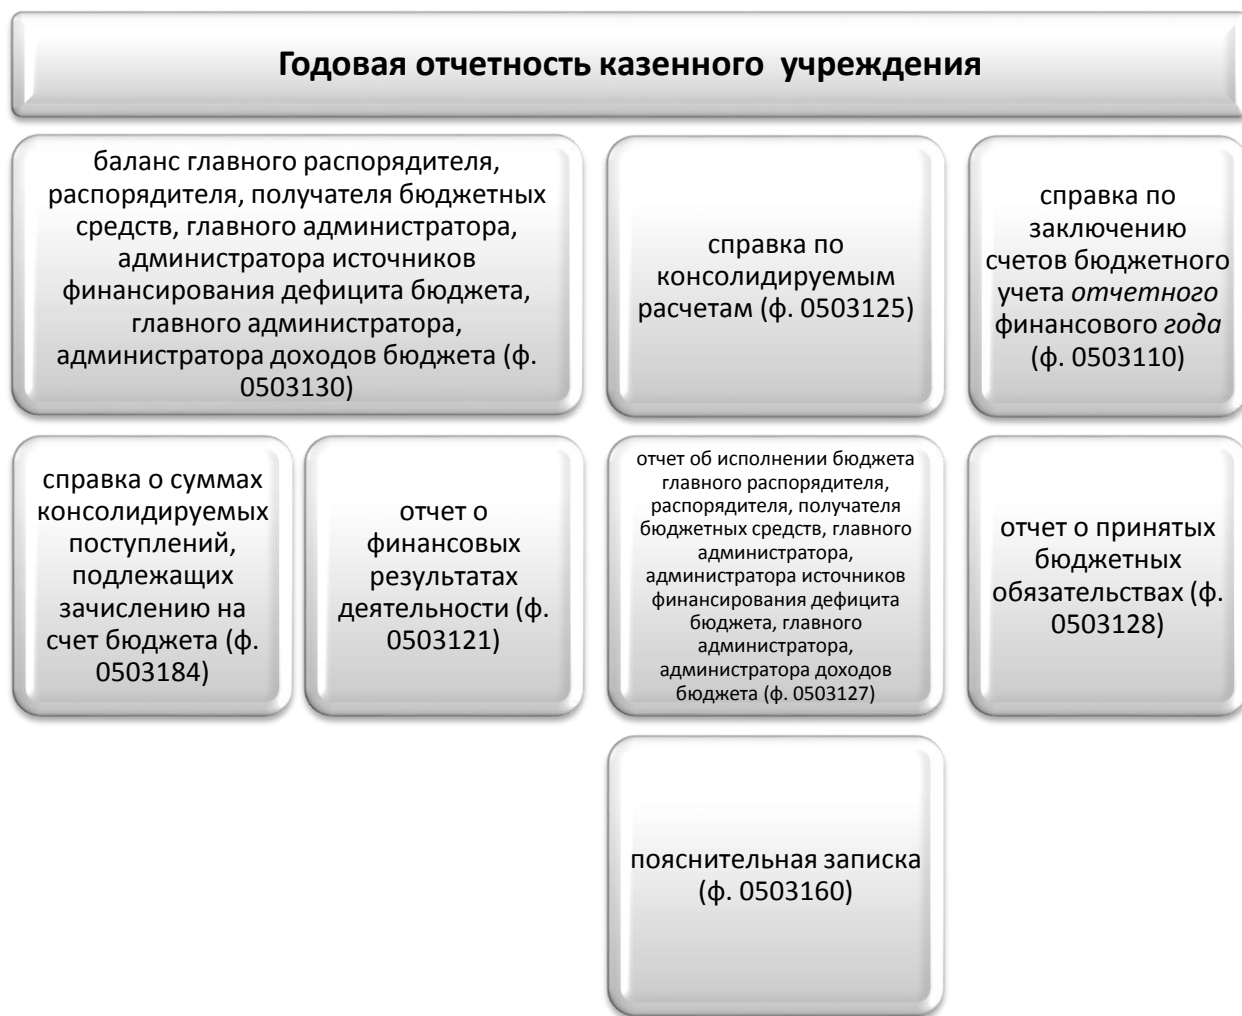 Годовая отчетность казенного учреждения
баланс главного распорядителя,
распорядителя, получателя бюджетных
средств, главного администратора,
администратора источников
финансирования дефицита бюджета,
главного администратора,
администратора доходов бюджета (ф.
0503130)
справка по
консолидируемым
расчетам (ф. 0503125)
справка по
заключению
счетов бюджетного
учета отчетного
финансового года
(ф. 0503110)
справка о суммах
консолидируемых
поступлений,
подлежащих
зачислению на
счет бюджета (ф.
0503184)
отчет о
финансовых
результатах
деятельности (ф.
0503121)
отчет об исполнении бюджета
главного распорядителя,
распорядителя, получателя
бюджетных средств, главного
администратора,
администратора источников
финансирования дефицита
бюджета, главного
администратора,
администратора доходов
бюджета (ф. 0503127)
отчет о принятых
бюджетных
обязательствах (ф.
0503128)
пояснительная записка
(ф. 0503160)